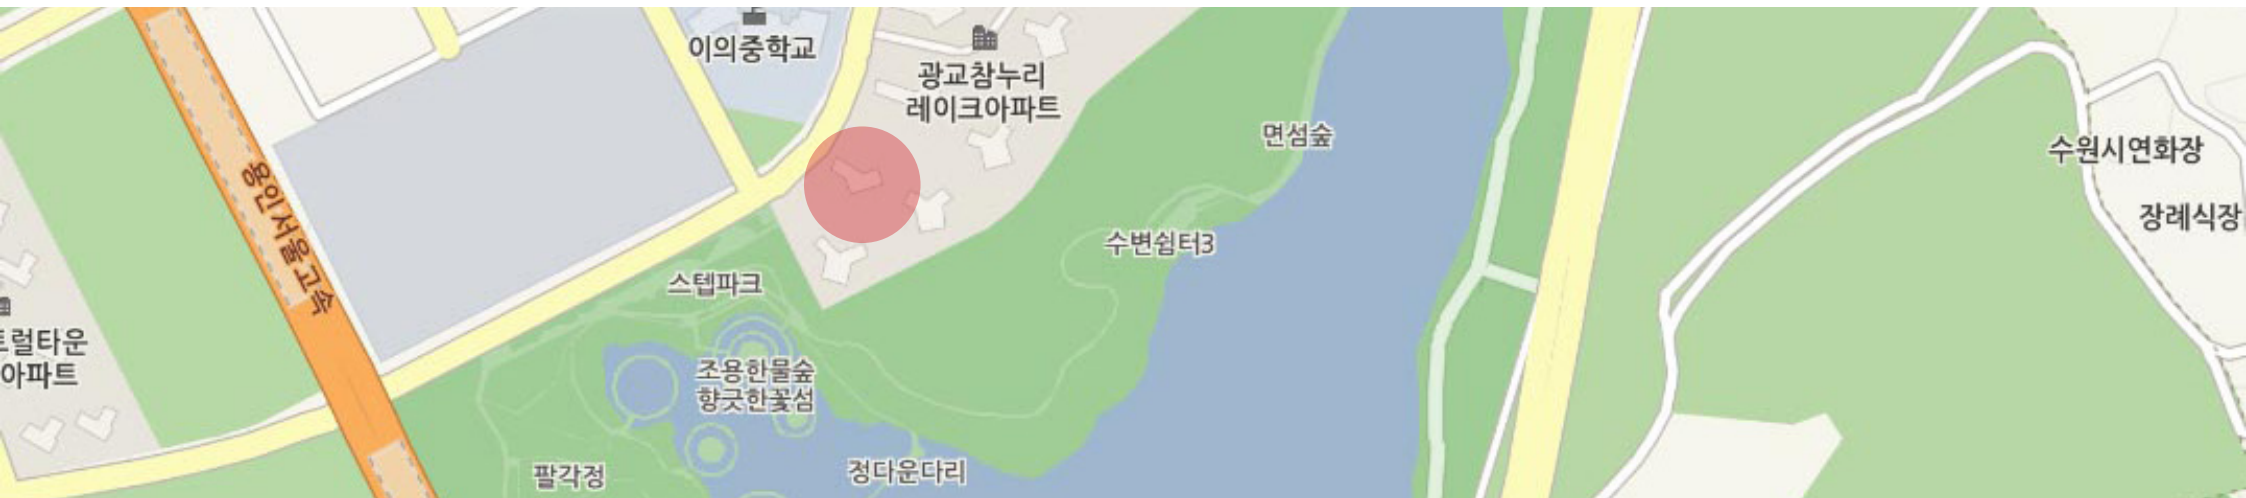 이의중학교
광교참누리
레이크아파트
면섬숲
수원시연화장
장례식장
용인서울고속
수변쉼터3
스텝파크
트럴타운
아파트
조용한물숲
향긋한꽃섬
팔각정
정다운다리